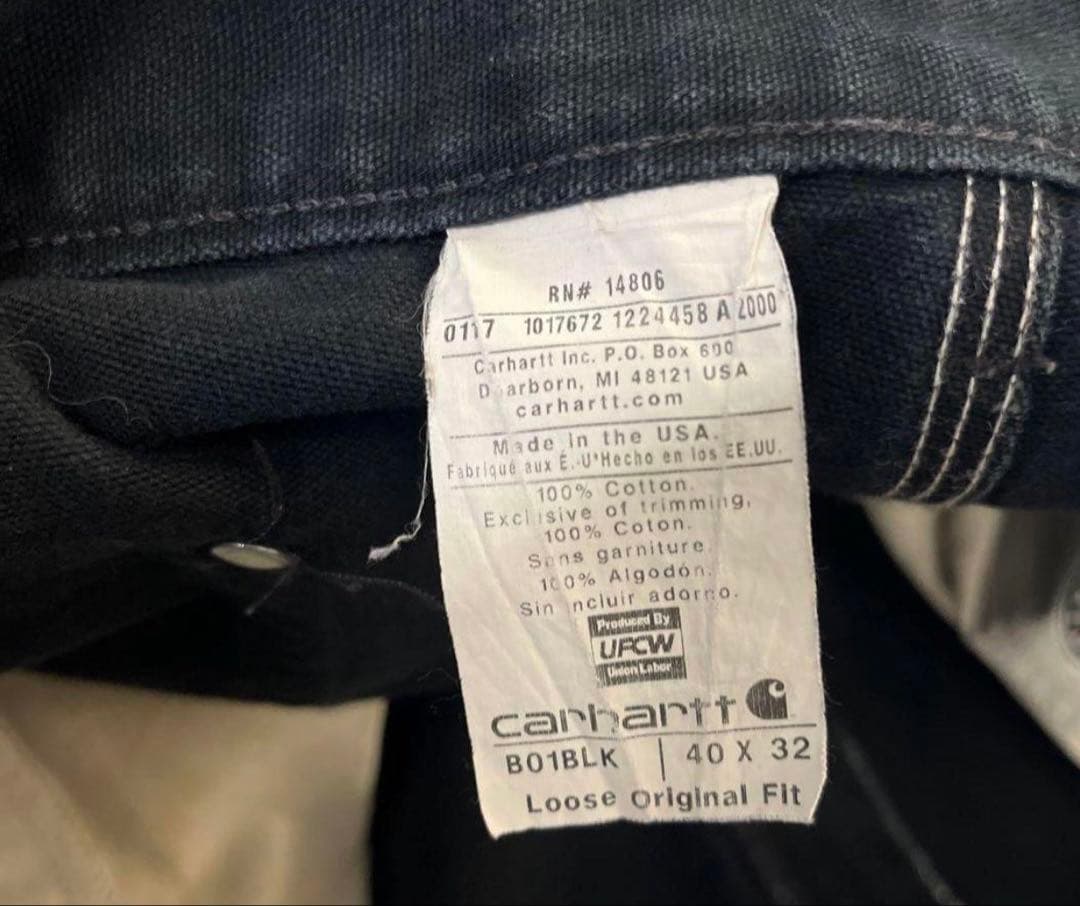 RN# 14806
0117 1017672 1224458 A 2000
Carhartt Inc. P.O. Box 600
Dearborn, MI 48121 USA
carhartt.com
Made in the USA.
Fabriqué aux É.-U*Hecho en los EE.UU.
100% Cotton.
Exclusive of trimming.
100% Coton.
Sans garniture.
100% Algodón.
Sin incluir adorno.
Produced By
UFCW
Union Labor
carhartt
B01BLK | 40 X 32
Loose Original Fit